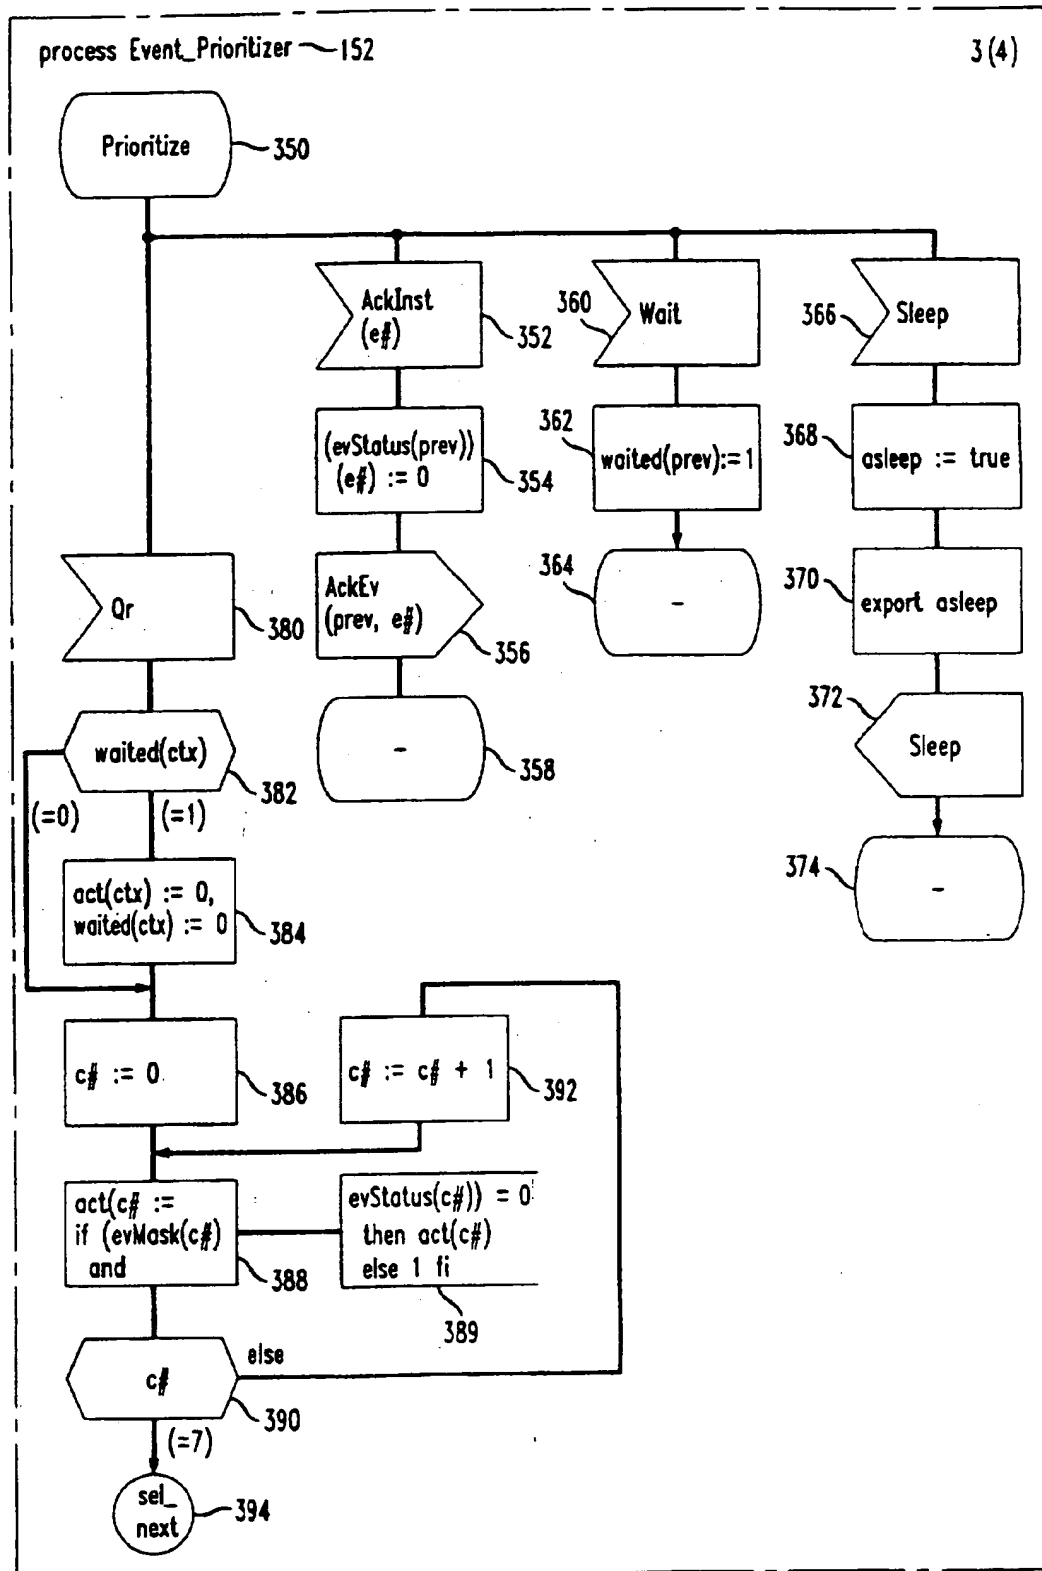 process Event_Prioritizer 152
3 (4)
Prioritize
350
AckInst
(e#)
352
360
Wait
366
Sleep
(evStatus(prev))
(e#) := 0
354
362
waited(prev):=1
368
asleep := true
AckEv
(prev, e#)
356
364
-
370
export asleep
Qr
380
358
-
372
Sleep
waited(ctx)
382
(=0)
(=1)
374
-
act(ctx) := 0,
waited(ctx) := 0
384
c# := 0
386
c# := c# + 1
392
act(c# :=
if (evMask(c#)
and
388
evStatus(c#)) = 0
then act(c#)
else 1 fi
389
c#
else
390
(=7)
sel_
next
394